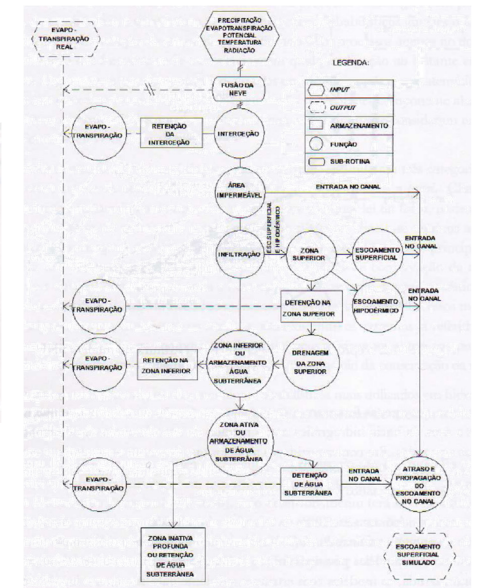 EVAPO -
TRANSPIRAÇÃO
REAL
PRECIPITAÇÃO
EVAPOTRANSPIRAÇÃO
POTENCIAL
TEMPERATURA
RADIAÇÃO
LEGENDA:
INPUT
OUTPUT
ARMAZENAMENTO
FUNÇÃO
SUB-ROTINA
FUSÃO DA
NEVE
EVAPO -
TRANSPIRAÇÃO
RETENÇÃO
DA
INTERCEÇÃO
INTERCEÇÃO
ÁREA
IMPERMEÁVEL
ENTRADA NO CANAL
INFILTRAÇÃO
ESC.SUPERFICIAL
E HIPODÉRMICO
ZONA
SUPERIOR
ESCOAMENTO
SUPERFICIAL
ENTRADA
NO CANAL
EVAPO -
TRANSPIRAÇÃO
DETENÇÃO NA
ZONA SUPERIOR
ESCOAMENTO
HIPODÉRMICO
ENTRADA
NO CANAL
EVAPO -
TRANSPIRAÇÃO
RETENÇÃO NA
ZONA INFERIOR
ZONA INFERIOR
OU
ARMAZENAMENTO
ÁGUA
SUBTERRÂNEA
DRENAGEM
DA ZONA
SUPERIOR
ZONA ATIVA
OU
ARMAZENAMENTO
DE ÁGUA
SUBTERRÂNEA
EVAPO -
TRANSPIRAÇÃO
DETENÇÃO
DE ÁGUA
SUBTERRÂNEA
ENTRADA
NO CANAL
ATRASO E
PROPAGAÇÃO
DO
ESCOAMENTO
NO CANAL
ZONA INATIVA
PROFUNDA
OU RETENÇÃO
DE ÁGUA
SUBTERRÂNEA
ESCOAMENTO
SUPERFICIAL
SIMULADO